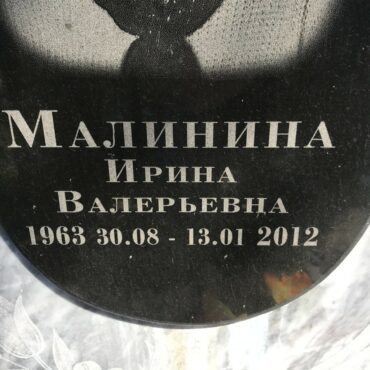 Малинина
Ирина
Валерьевна
1963 30.08 - 13.01 2012